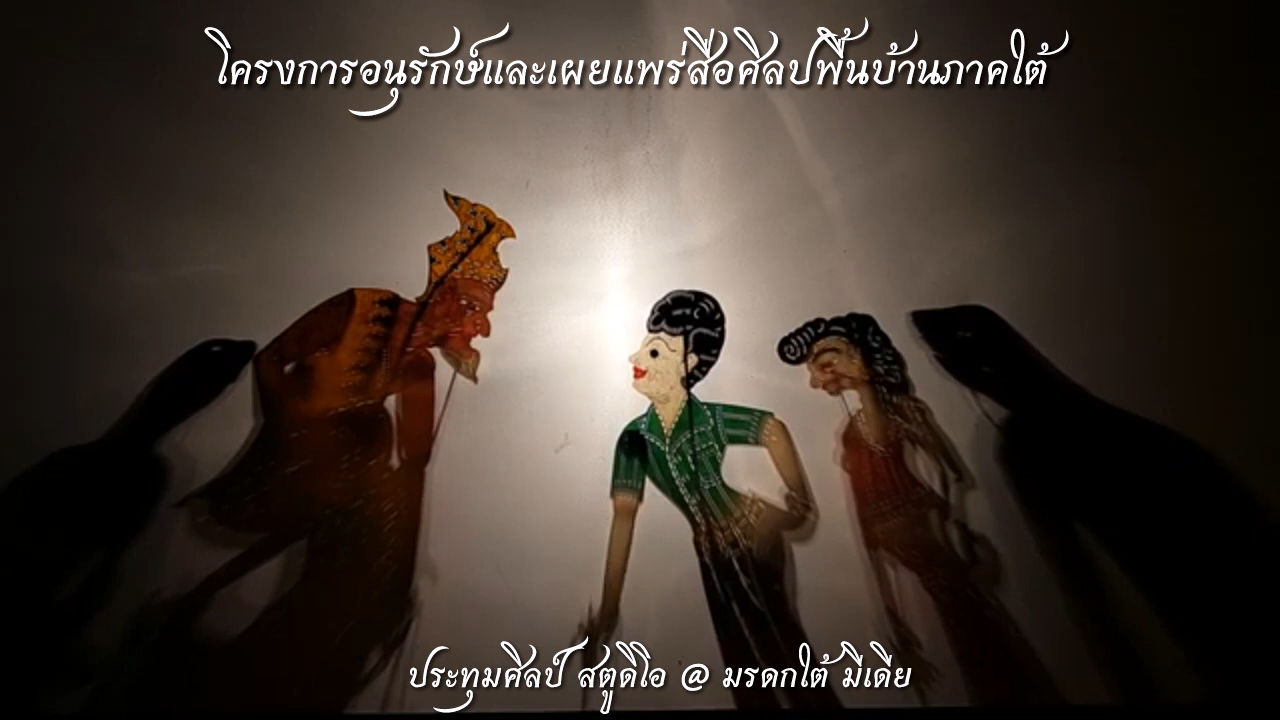 โครงการอนุรักษ์และเผยแพร่สื่อศิลปพื้นบ้านภาคใต้
ประทุมศิลป์ สตูดิโอ @ มรดกใต้ มีเดีย